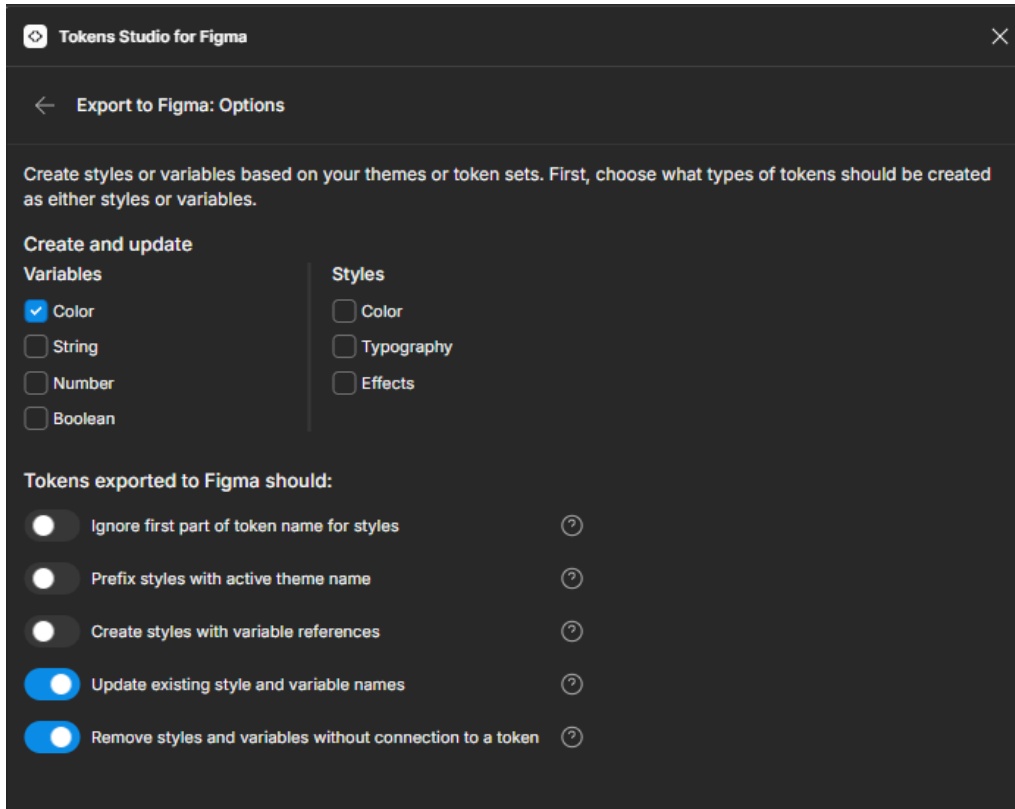 Tokens Studio for Figma
Export to Figma: Options
Create styles or variables based on your themes or token sets. First, choose what types of tokens should be created
as either styles or variables.
Create and update
Variables
Color
String
Number
Boolean
Styles
Color
Typography
Effects
Tokens exported to Figma should:
Ignore first part of token name for styles
Prefix styles with active theme name
Create styles with variable references
Update existing style and variable names
Remove styles and variables without connection to a token